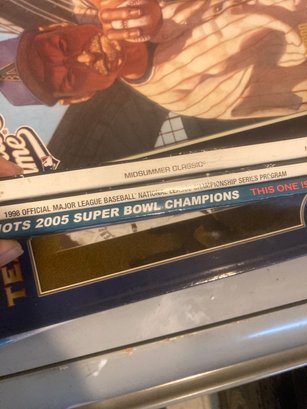 MIDSUMMER CLASSIC
1998 OFFICIAL MAJOR LEAGUE BASEBALL® NATIONAL LEAGUE CHAMPIONSHIP SERIES PROGRAM
IOTS 2005 SUPER BOWL CHAMPIONS THIS ONE IS
TE